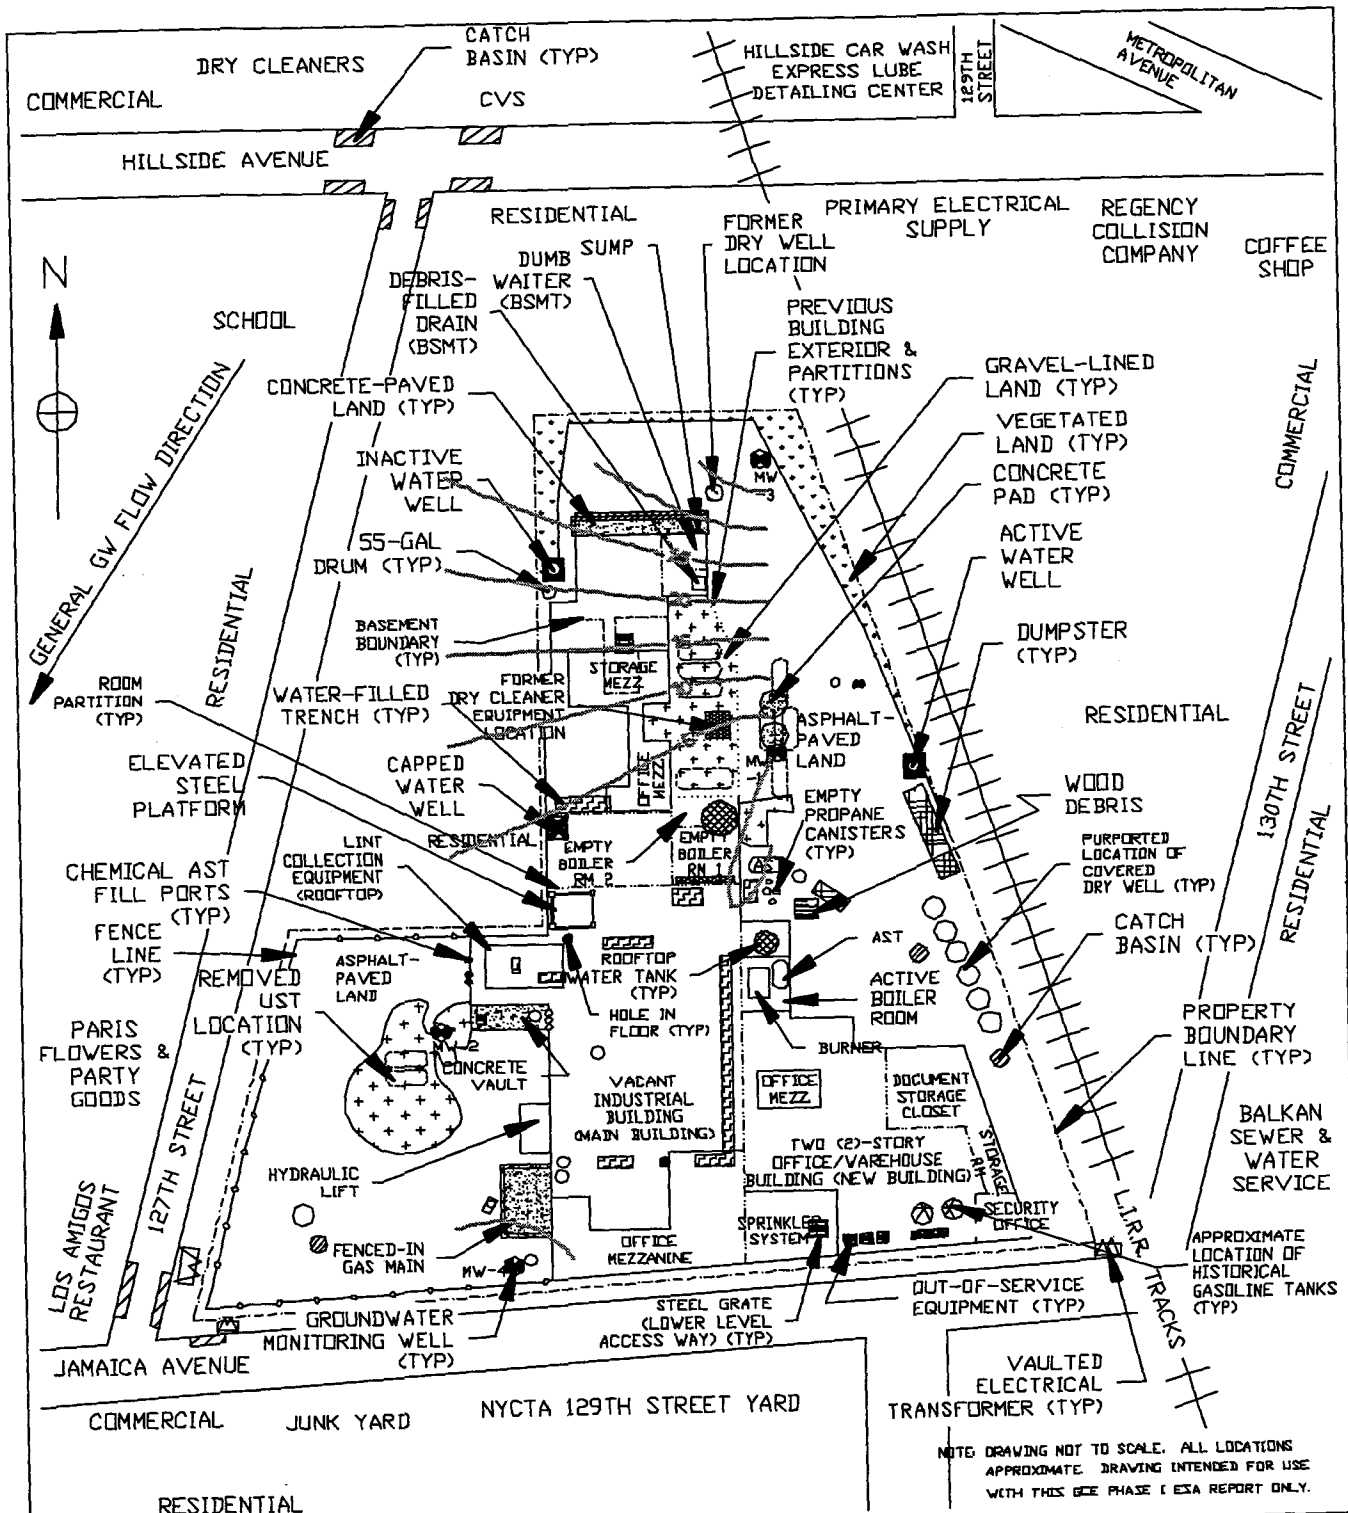 CATCH
BASIN (TYP)
DRY CLEANERS
COMMERCIAL
CVS
HILLSIDE CAR WASH
EXPRESS LUBE
DETAILING CENTER
129TH
STREET
METROPOLITAN
AVENUE
HILLSIDE AVENUE
RESIDENTIAL
SUMP
FORMER
DRY WELL
LOCATION
PRIMARY ELECTRICAL
SUPPLY
REGENCY
COLLISION
COMPANY
COFFEE
SHOP
N
DUMB
WAITER
(BSMT)
DEBRIS-
FILLED
DRAIN
(BSMT)
PREVIOUS
BUILDING
EXTERIOR &
PARTITIONS
(TYP)
SCHOOL
GENERAL GW FLOW DIRECTION
CONCRETE-PAVED
LAND (TYP)
GRAVEL-LINED
LAND (TYP)
VEGETATED
LAND (TYP)
CONCRETE
PAD (TYP)
COMMERCIAL
INACTIVE
WATER
WELL
MW
-3
55-GAL
DRUM (TYP)
ACTIVE
WATER
WELL
RESIDENTIAL
BASEMENT
BOUNDARY
(TYP)
DUMPSTER
(TYP)
ROOM
PARTITION
(TYP)
STORAGE
MEZZ
WATER-FILLED
TRENCH (TYP)
FORMER
DRY CLEANER
EQUIPMENT
LOCATION
ASPHALT-
PAVED
LAND
RESIDENTIAL
130TH STREET
ELEVATED
STEEL
PLATFORM
CAPPED
WATER
WELL
OFFICE
MEZZ
MW
-1
EMPTY
PROPANE
CANISTERS
(TYP)
WOOD
DEBRIS
RESIDENTIAL
LINT
COLLECTION
EQUIPMENT
(ROOFTOP)
EMPTY
BOILER
RM 2
EMPTY
BOILER
RN 1
PURPORTED
LOCATION OF
COVERED
DRY WELL (TYP)
RESIDENTIAL
CHEMICAL AST
FILL PORTS
(TYP)
FENCE
LINE
(TYP)
CATCH
BASIN (TYP)
AST
ASPHALT-
PAVED
LAND
REMOVED
UST
LOCATION
(TYP)
ROOFTOP
WATER TANK
(TYP)
HOLE IN
FLOOR (TYP)
ACTIVE
BOILER
ROOM
BURNER
PROPERTY
BOUNDARY
LINE (TYP)
PARIS
FLOWERS &
PARTY
GOODS
MW-2
CONCRETE
VAULT
VACANT
INDUSTRIAL
BUILDING
(MAIN BUILDING)
OFFICE
MEZZ
DOCUMENT
STORAGE
CLOSET
BALKAN
SEWER &
WATER
SERVICE
127TH STREET
HYDRAULIC
LIFT
TWO (2)-STORY
OFFICE/WAREHOUSE
BUILDING (NEW BUILDING)
STORAGE
RM
LOS AMIGOS
RESTAURANT
SPRINKLER
SYSTEM
SECURITY
OFFICE
L.I.R.R. TRACKS
APPROXIMATE
LOCATION OF
HISTORICAL
GASOLINE TANKS
(TYP)
FENCED-IN
GAS MAIN
OFFICE
MEZZANINE
MW-4
GROUNDWATER
MONITORING WELL
(TYP)
STEEL GRATE
(LOWER LEVEL
ACCESS WAY) (TYP)
OUT-OF-SERVICE
EQUIPMENT (TYP)
JAMAICA AVENUE
VAULTED
ELECTRICAL
TRANSFORMER (TYP)
COMMERCIAL
JUNK YARD
NYCTA 129TH STREET YARD
NOTE: DRAWING NOT TO SCALE. ALL LOCATIONS
APPROXIMATE. DRAWING INTENDED FOR USE
WITH THIS GCE PHASE I ESA REPORT ONLY.
RESIDENTIAL